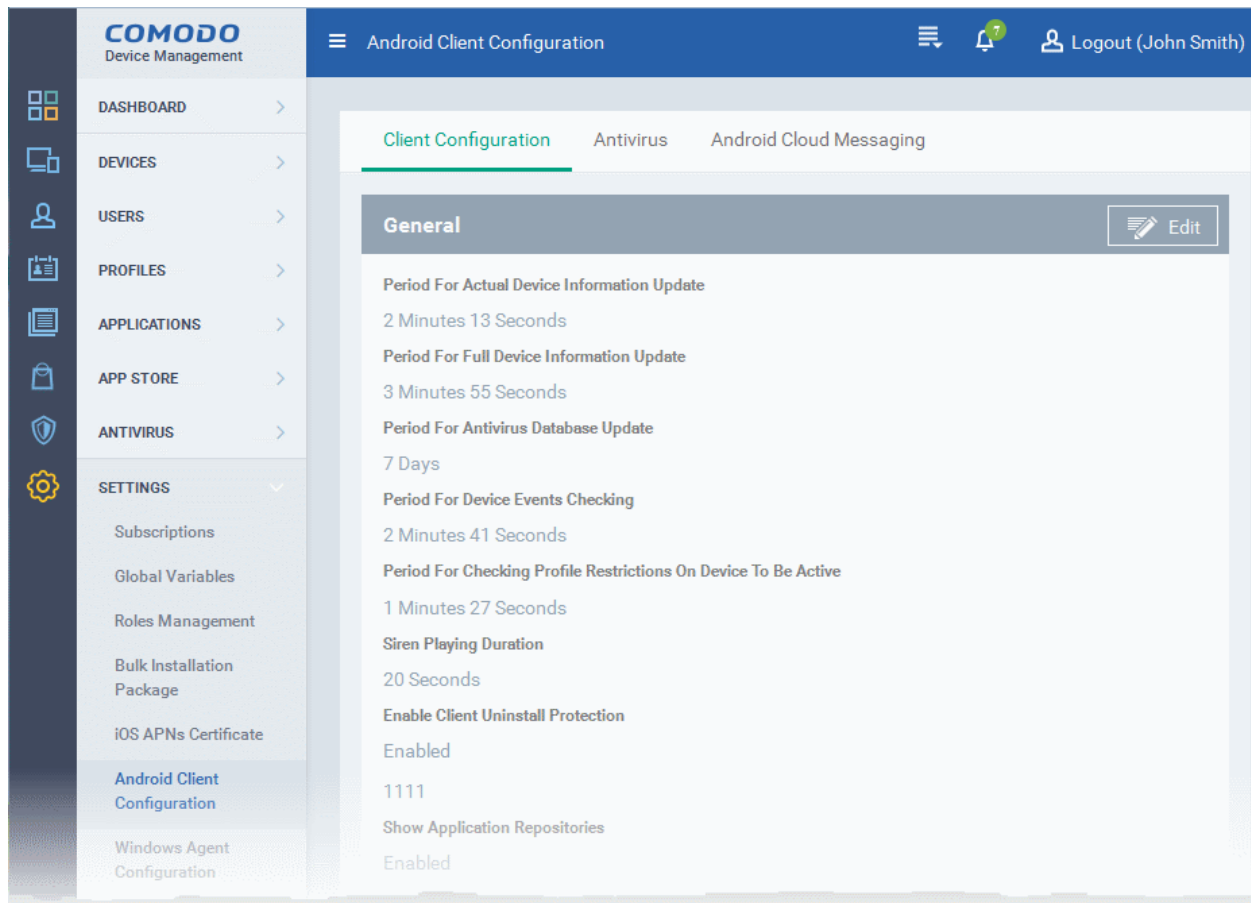 COMODO
Device Management
Android Client Configuration
7
Logout (John Smith)
DASHBOARD
DEVICES
USERS
PROFILES
APPLICATIONS
APP STORE
ANTIVIRUS
SETTINGS
Subscriptions
Global Variables
Roles Management
Bulk Installation
Package
iOS APNs Certificate
Android Client
Configuration
Windows Agent
Configuration
Client Configuration
Antivirus
Android Cloud Messaging
General
Edit
Period For Actual Device Information Update
2 Minutes 13 Seconds
Period For Full Device Information Update
3 Minutes 55 Seconds
Period For Antivirus Database Update
7 Days
Period For Device Events Checking
2 Minutes 41 Seconds
Period For Checking Profile Restrictions On Device To Be Active
1 Minutes 27 Seconds
Siren Playing Duration
20 Seconds
Enable Client Uninstall Protection
Enabled
1111
Show Application Repositories
Enabled